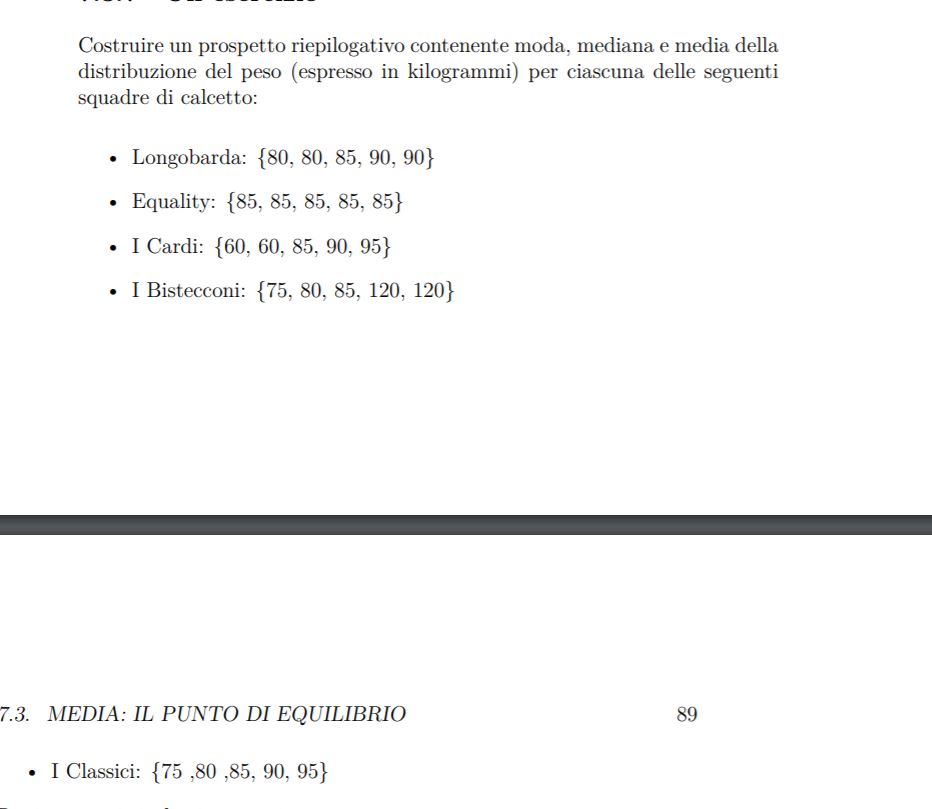 Costruire un prospetto riepilogativo contenente moda, mediana e media della
distribuzione del peso (espresso in kilogrammi) per ciascuna delle seguenti
squadre di calcetto:
• Longobarda: {80, 80, 85, 90, 90}
• Equality: {85, 85, 85, 85, 85}
• I Cardi: {60, 60, 85, 90, 95}
• I Bistecconi: {75, 80, 85, 120, 120}
7.3. MEDIA: IL PUNTO DI EQUILIBRIO 89
• I Classici: {75 ,80 ,85, 90, 95}